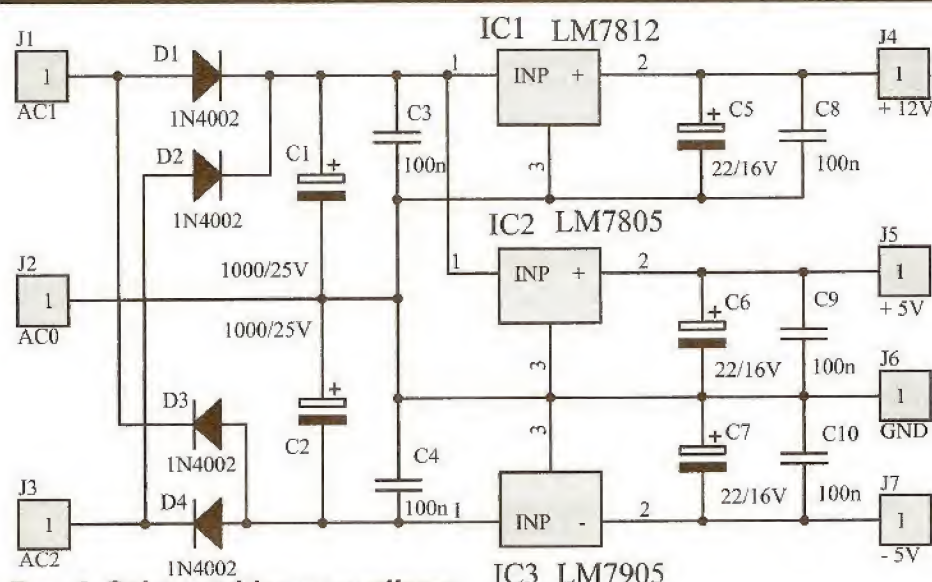 IC1 LM7812
J1
1
AC1
D1
1N4002
D2
1N4002
C1
+
1000/25V
C3
100n
1
INP +
2
3
C5
+
22/16V
C8
100n
J4
1
+ 12V
IC2 LM7805
J2
1
AC0
1000/25V
1
INP +
2
3
C6
+
22/16V
C9
100n
J5
1
+ 5V
J6
1
GND
D3
1N4002
C2
+
C4
100n
3
C7
+
22/16V
C10
100n
J3
1
AC2
D4
1N4002
1
INP -
2
J7
1
- 5V
IC3 LM7905